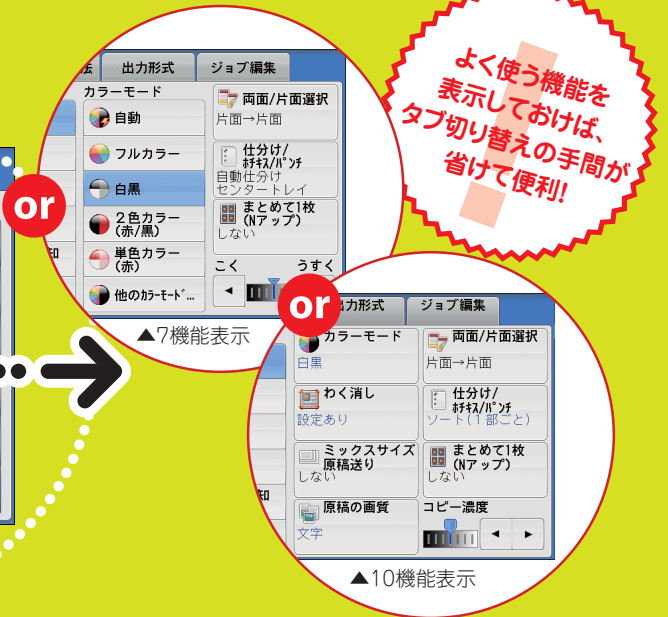 よく使う機能を
表示しておけば、
タブ切り替えの手間が
省けて便利!
法 出力形式 ジョブ編集
カラーモード
自動
フルカラー
白黒
2色カラー
(赤/黒)
単色カラー
(赤)
他のｶﾗｰﾓｰﾄﾞ...
両面/片面選択
片面→片面
仕分け/
ﾎﾁｷｽ/ﾊﾟﾝﾁ
自動仕分け
センタートレイ
まとめて1枚
(Nアップ)
しない
こく うすく
▲7機能表示
or
or
出力形式 ジョブ編集
カラーモード
白黒
わく消し
設定あり
ミックスサイズ
原稿送り
しない
原稿の画質
文字
両面/片面選択
片面→片面
仕分け/
ﾎﾁｷｽ/ﾊﾟﾝﾁ
ソート(1部ごと)
まとめて1枚
(Nアップ)
しない
コピー濃度
知
▲10機能表示